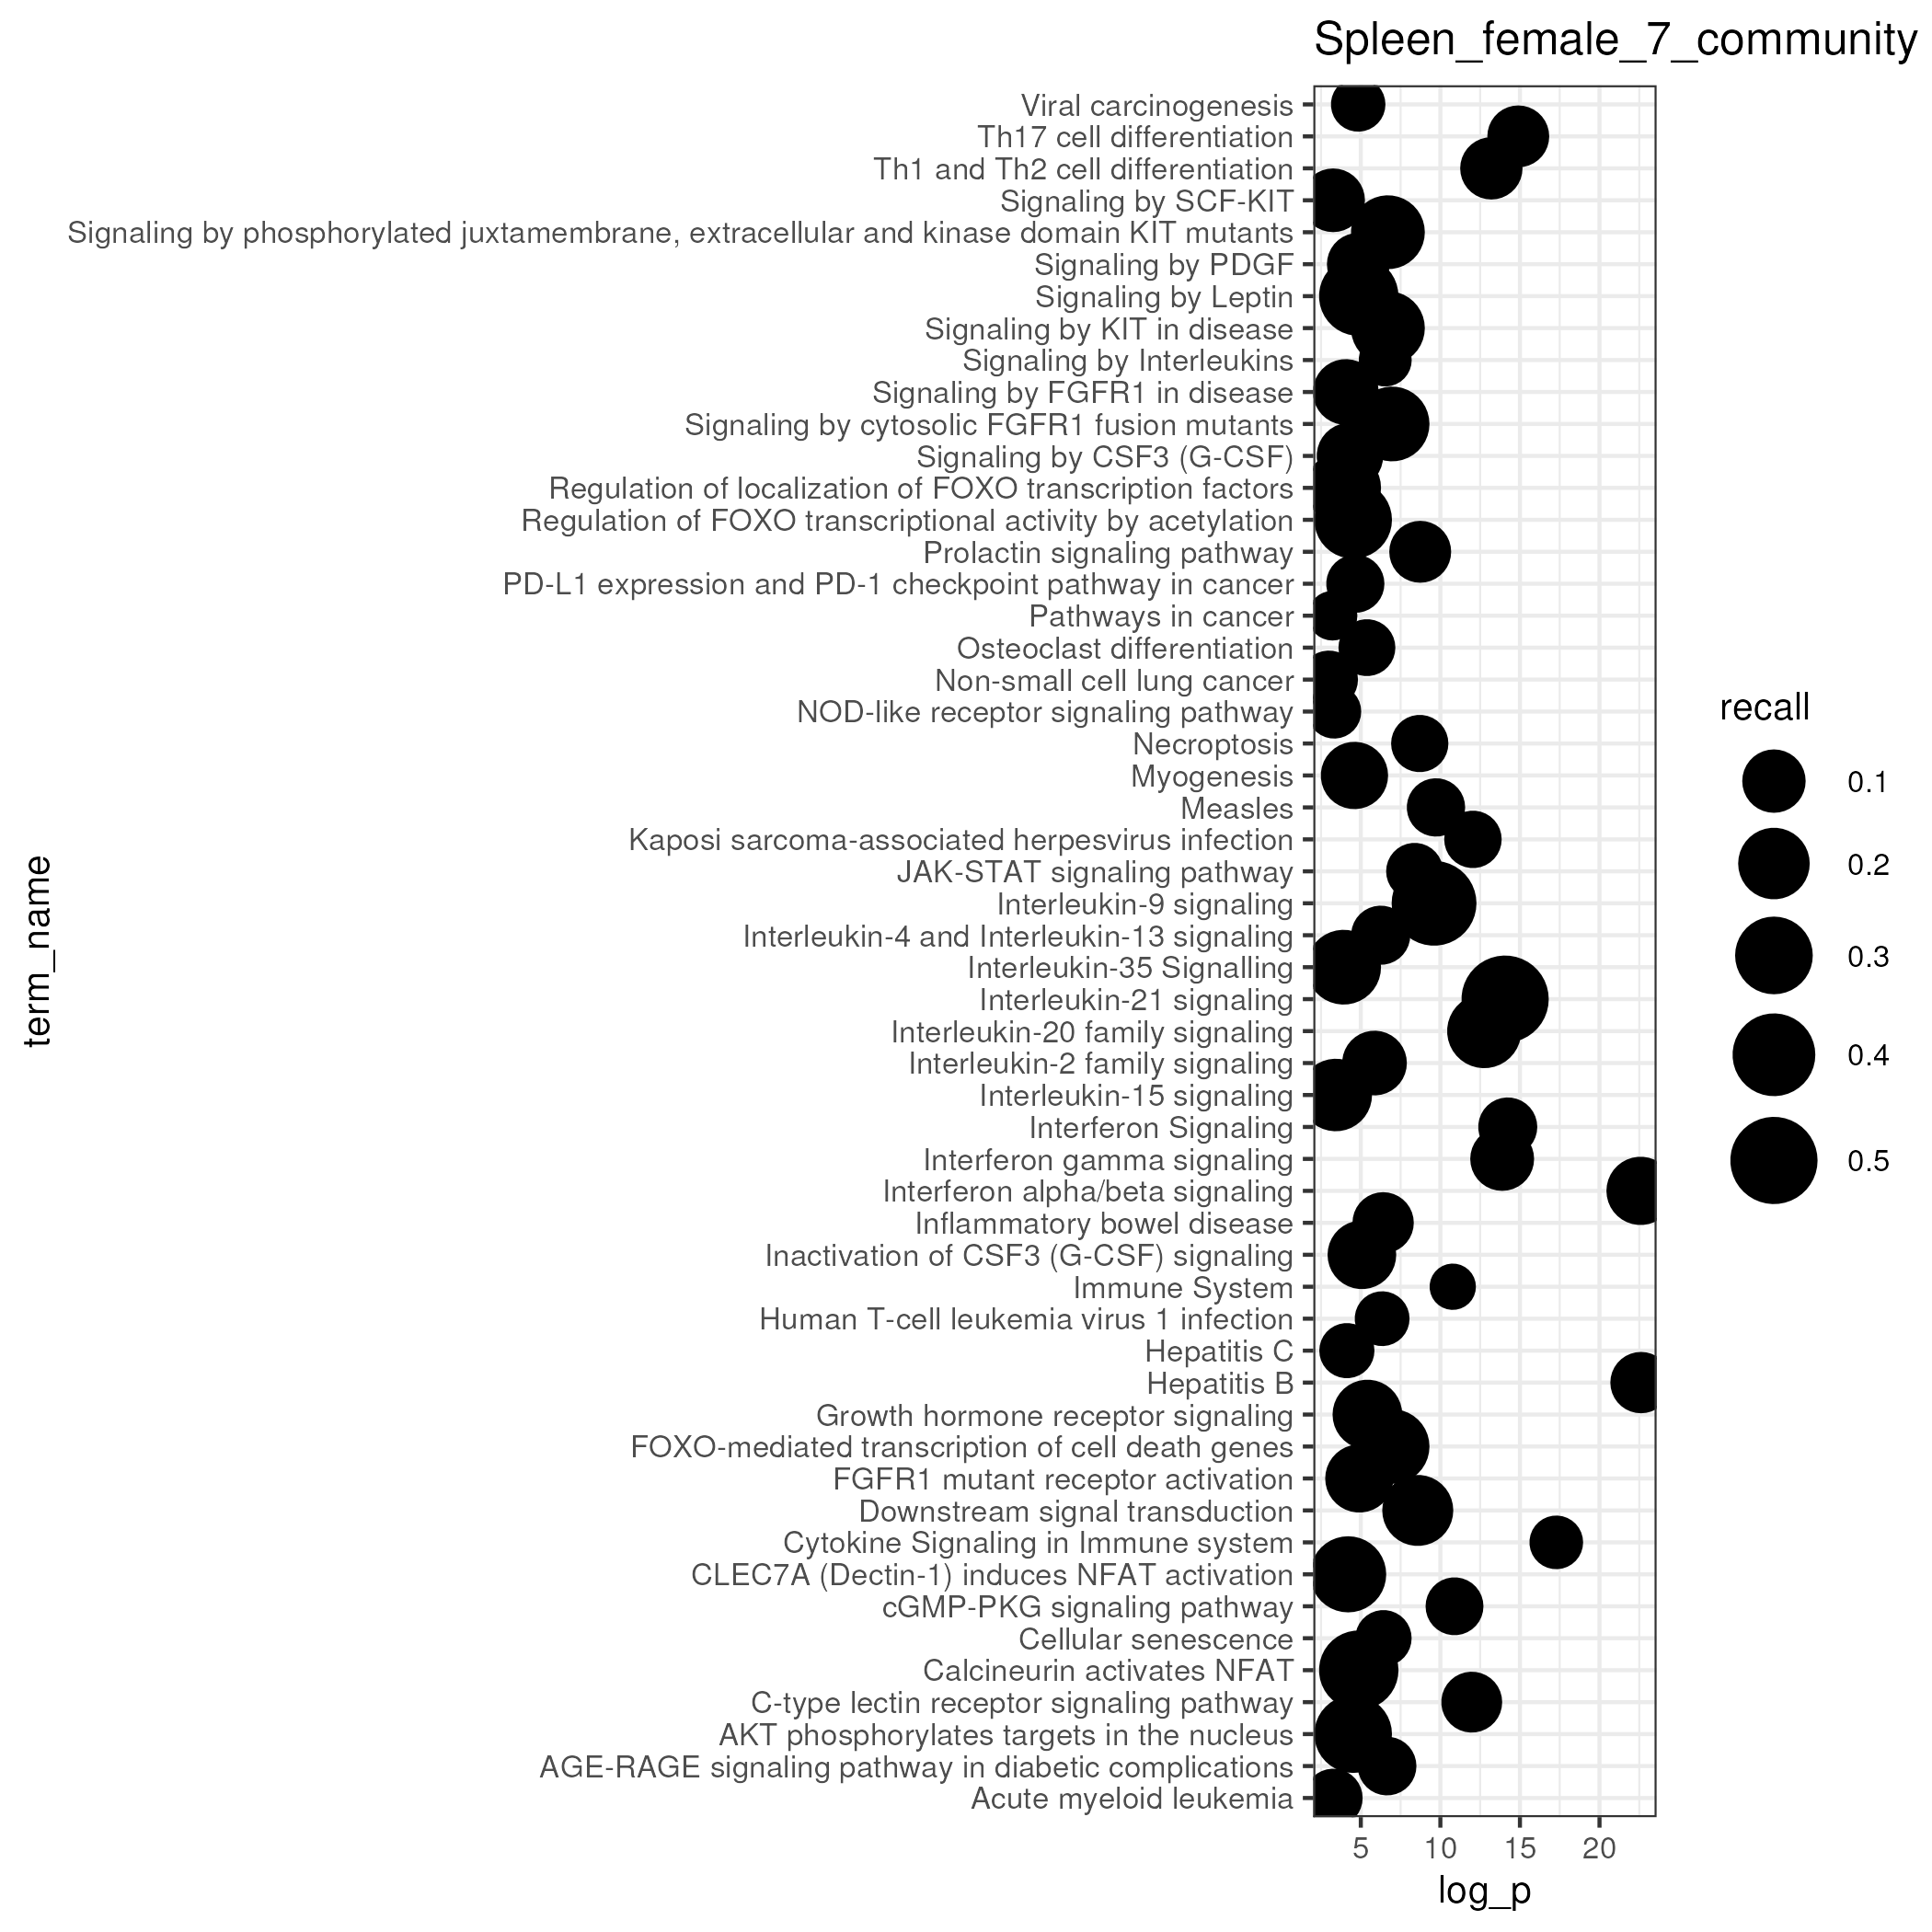 Spleen_female_7_community
Viral carcinogenesis
Th17 cell differentiation
Th1 and Th2 cell differentiation
Signaling by SCF-KIT
Signaling by phosphorylated juxtamembrane, extracellular and kinase domain KIT mutants
Signaling by PDGF
Signaling by Leptin
Signaling by KIT in disease
Signaling by Interleukins
Signaling by FGFR1 in disease
Signaling by cytosolic FGFR1 fusion mutants
Signaling by CSF3 (G-CSF)
Regulation of localization of FOXO transcription factors
Regulation of FOXO transcriptional activity by acetylation
Prolactin signaling pathway
PD-L1 expression and PD-1 checkpoint pathway in cancer
Pathways in cancer
Osteoclast differentiation
Non-small cell lung cancer
NOD-like receptor signaling pathway
Necroptosis
Myogenesis
Measles
Kaposi sarcoma-associated herpesvirus infection
JAK-STAT signaling pathway
Interleukin-9 signaling
Interleukin-4 and Interleukin-13 signaling
Interleukin-35 Signalling
Interleukin-21 signaling
Interleukin-20 family signaling
Interleukin-2 family signaling
Interleukin-15 signaling
Interferon Signaling
Interferon gamma signaling
Interferon alpha/beta signaling
Inflammatory bowel disease
Inactivation of CSF3 (G-CSF) signaling
Immune System
Human T-cell leukemia virus 1 infection
Hepatitis C
Hepatitis B
Growth hormone receptor signaling
FOXO-mediated transcription of cell death genes
FGFR1 mutant receptor activation
Downstream signal transduction
Cytokine Signaling in Immune system
CLEC7A (Dectin-1) induces NFAT activation
cGMP-PKG signaling pathway
Cellular senescence
Calcineurin activates NFAT
C-type lectin receptor signaling pathway
AKT phosphorylates targets in the nucleus
AGE-RAGE signaling pathway in diabetic complications
Acute myeloid leukemia
term_name
5 10 15 20
log_p
recall
0.1
0.2
0.3
0.4
0.5